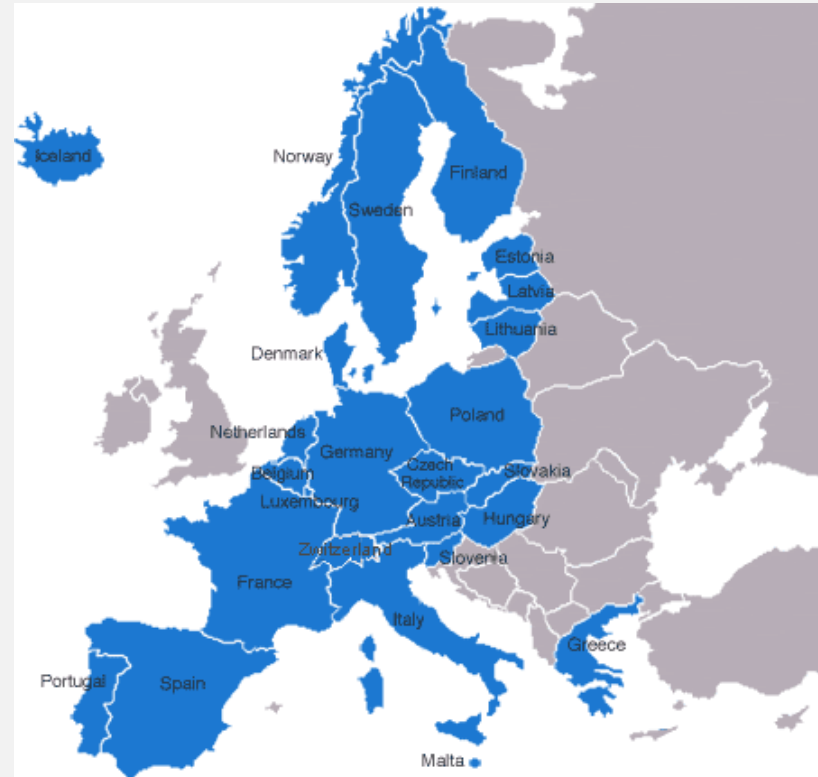 Iceland
Norway
Finland
Sweden
Estonia
Latvia
Lithuania
Denmark
Poland
Netherlands
Germany
Czech
Republic
Slovakia
Belgium
Luxembourg
Austria
Hungary
Zwitzerland
Slovenia
France
Italy
Greece
Portugal
Spain
Malta